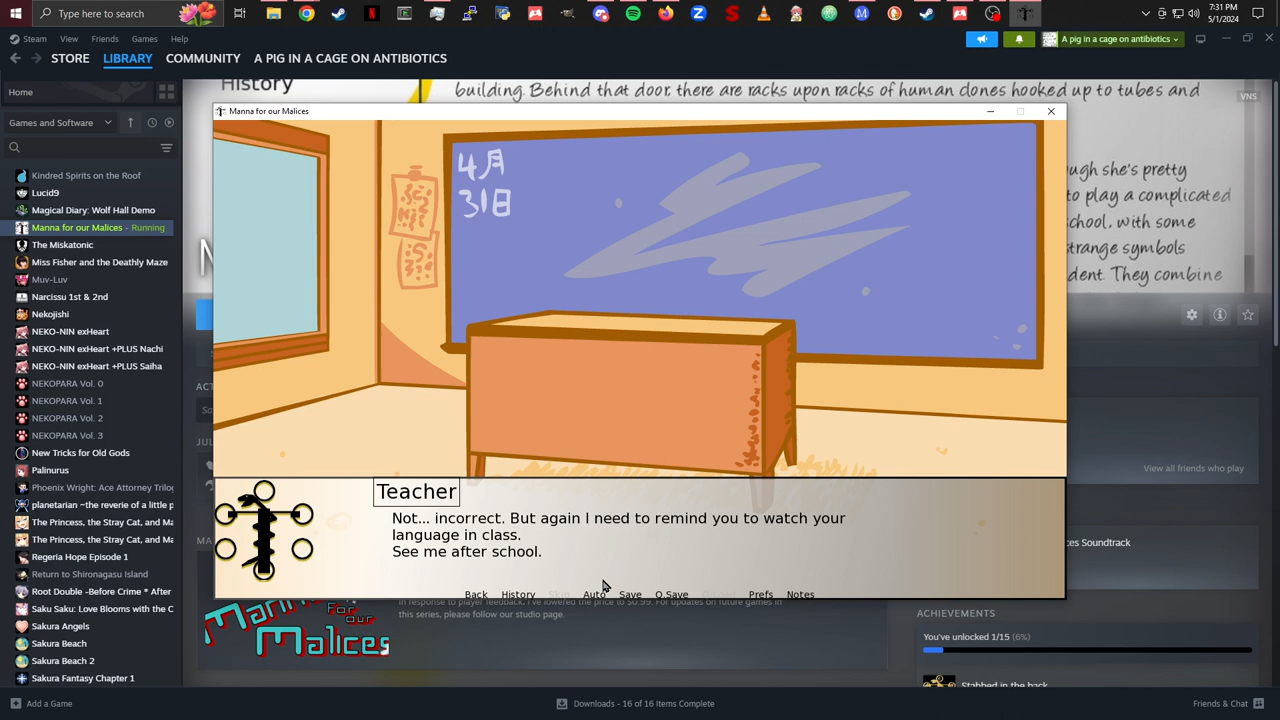 7:31 PM
5/1/2024
Steam
View
Friends
Games
Help
A pig in a cage on antibiotics
STORE
LIBRARY
COMMUNITY
A PIG IN A CAGE ON ANTIBIOTICS
Home
Games and Software
Kindred Spirits on the Roof
Lucid9
Magical Diary: Wolf Hall Demo
Manna for our Malices - Running
The Miskatonic
Miss Fisher and the Deathly Maze
Muv-Luv
Narcissu 1st & 2nd
Nekojishi
NEKO-NIN exHeart
NEKO-NIN exHeart +PLUS Nachi
NEKO-NIN exHeart +PLUS Saiha
NEKOPARA Vol. 0
NEKOPARA Vol. 1
NEKOPARA Vol. 2
NEKOPARA Vol. 3
New Tricks for Old Gods
Palinurus
Phoenix Wright: Ace Attorney Trilog
planetarian ~the reverie of a little p
The Princess, the Stray Cat, and Ma
The Princess, the Stray Cat, and Ma
Regeria Hope Episode 1
Return to Shironagasu Island
Root Double -Before Crime * After
Saku Saku: Love Blooms with the C
Sakura Angels
Sakura Beach
Sakura Beach 2
Sakura Fantasy Chapter 1
History
building. Behind that door, there are racks upon racks of human clones hooked up to tubes and
VNS
ugh she's pretty
to play a complicated
school, with some
strange symbols
dent. They combine
Manna for our Malices
4月
31日
Teacher
Not... incorrect. But again I need to remind you to watch your
language in class.
See me after school.
Back
History
Skip
Auto
Save
Q.Save
Prefs
Notes
View all friends who play
ces Soundtrack
in response to player feedback, I've lowered the price to $0.99. For updates on future games in
this series, please follow our studio page.
Manna
For
our
Malices
ACHIEVEMENTS
You've unlocked 1/15 (6%)
Stabbed in the back
Add a Game
Downloads - 16 of 16 Items Complete
Friends & Chat